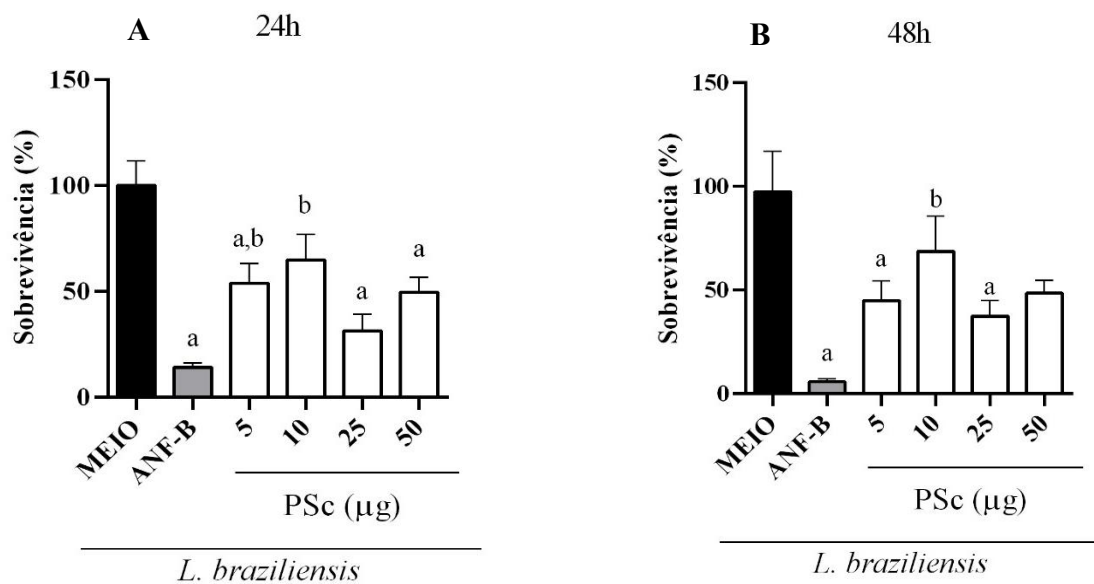 A 24h
150
100
50
0
Sobrevivência (%)
a
a,b
b
a
a
MEIO
ANF-B
5
10
25
50
PSc (µg)
L. braziliensis
B 48h
150
100
50
0
Sobrevivência (%)
a
a
b
a
MEIO
ANF-B
5
10
25
50
PSc (µg)
L. braziliensis